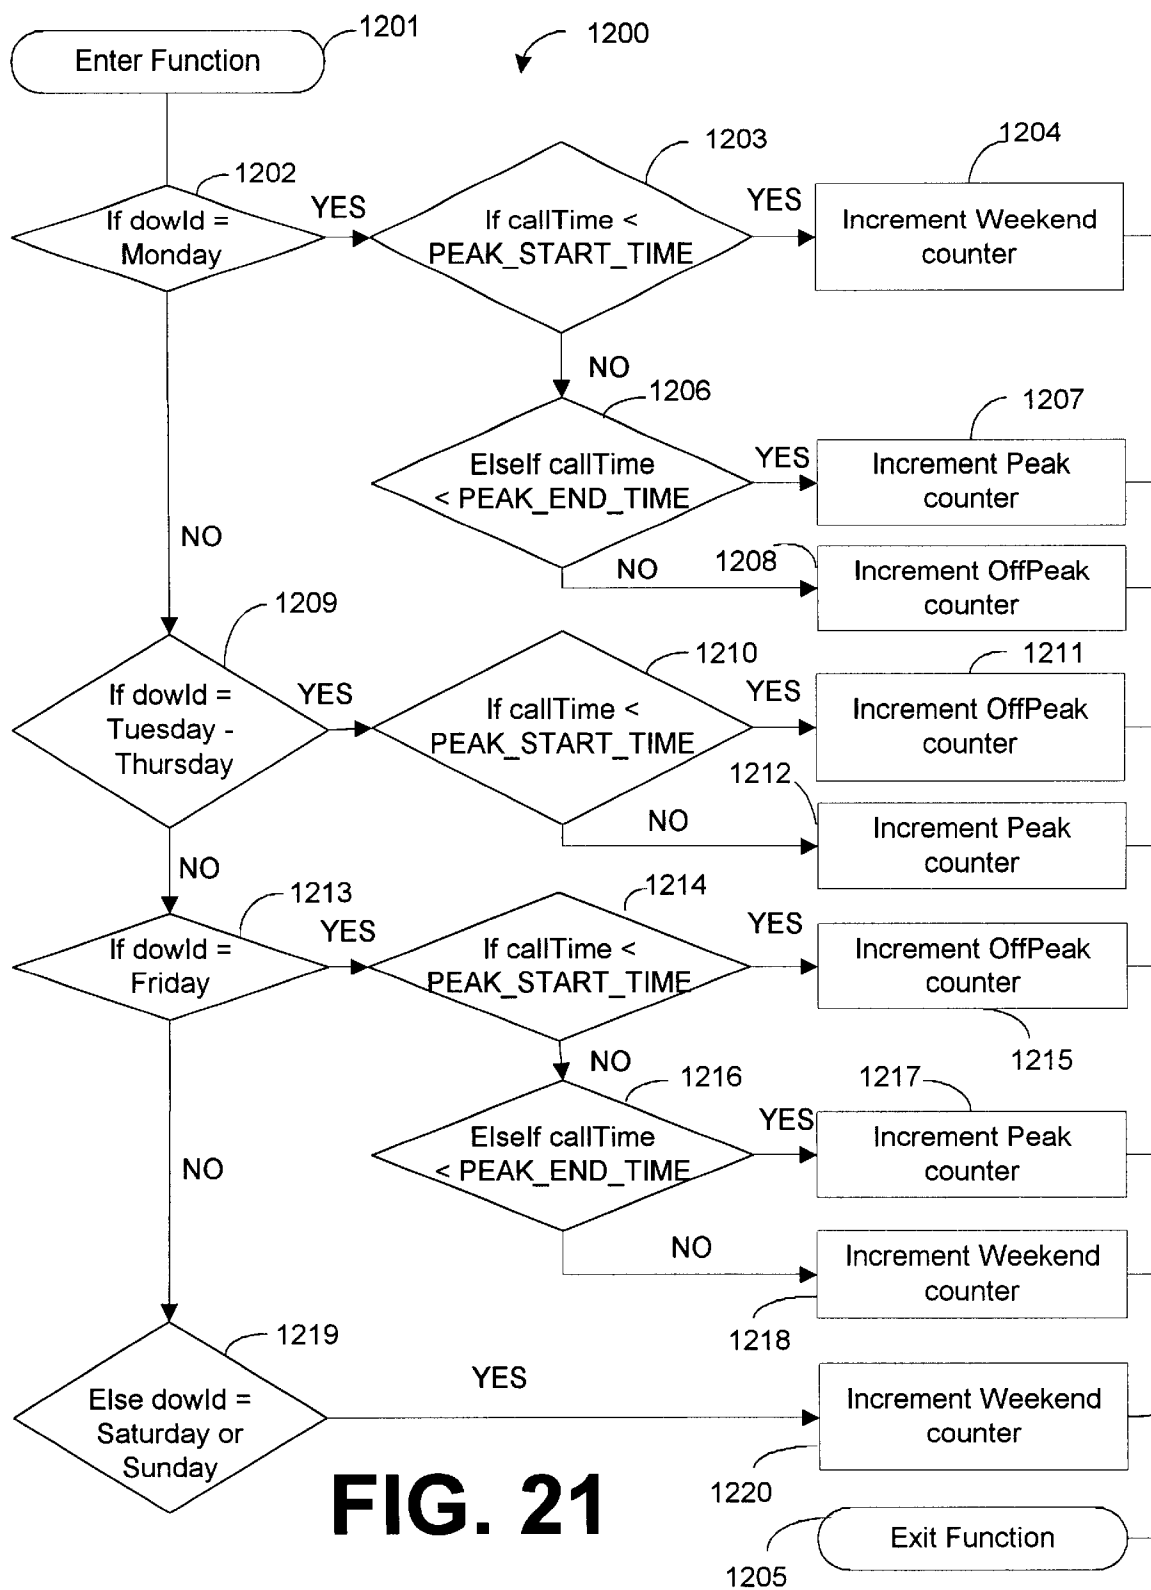 1201
1200
Enter Function
1202
1203
1204
If dowId =
Monday
YES
If callTime <
PEAK_START_TIME
YES
Increment Weekend
counter
NO
1206
1207
ElseIf callTime
< PEAK_END_TIME
YES
Increment Peak
counter
NO
NO
1208
Increment OffPeak
counter
1209
1210
1211
If dowId =
Tuesday -
Thursday
YES
If callTime <
PEAK_START_TIME
YES
Increment OffPeak
counter
1212
NO
Increment Peak
counter
NO
1213
1214
If dowId =
Friday
YES
If callTime <
PEAK_START_TIME
YES
Increment OffPeak
counter
1215
NO
1216
1217
ElseIf callTime
< PEAK_END_TIME
YES
Increment Peak
counter
NO
NO
Increment Weekend
counter
1218
1219
Else dowId =
Saturday or
Sunday
YES
Increment Weekend
counter
1220
FIG. 21
Exit Function
1205